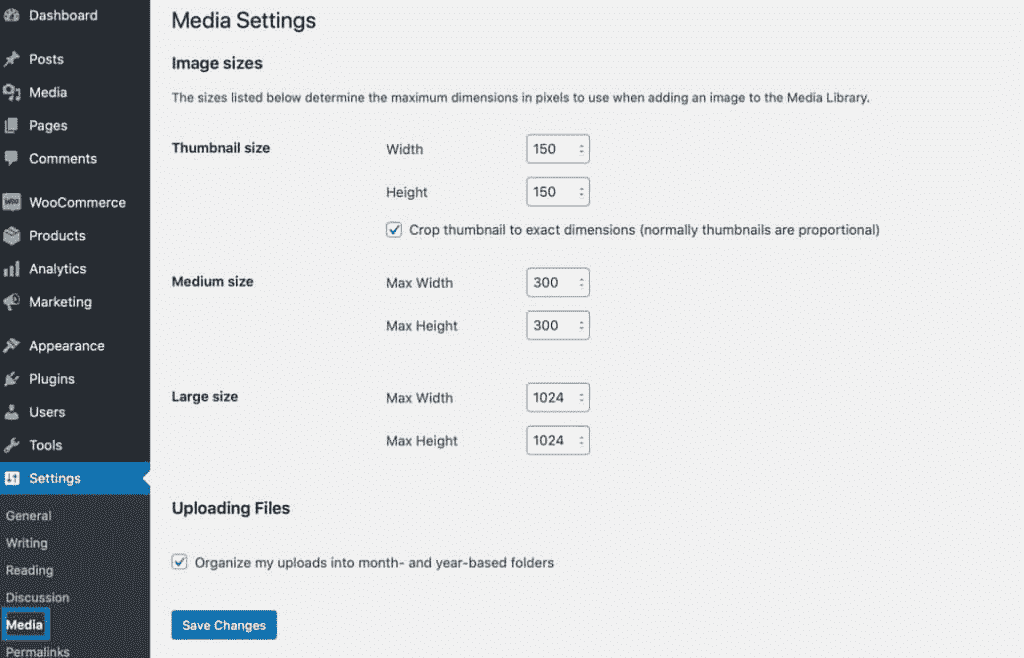 Dashboard
Posts
Media
Pages
Comments
WOO WooCommerce
Products
Analytics
Marketing
Appearance
Plugins
Users
Tools
Settings
General
Writing
Reading
Discussion
Media
Permalinks
Media Settings
Image sizes
The sizes listed below determine the maximum dimensions in pixels to use when adding an image to the Media Library.
Thumbnail size Width 150
Height 150
Crop thumbnail to exact dimensions (normally thumbnails are proportional)
Medium size Max Width 300
Max Height 300
Large size Max Width 1024
Max Height 1024
Uploading Files
Organize my uploads into month- and year-based folders
Save Changes